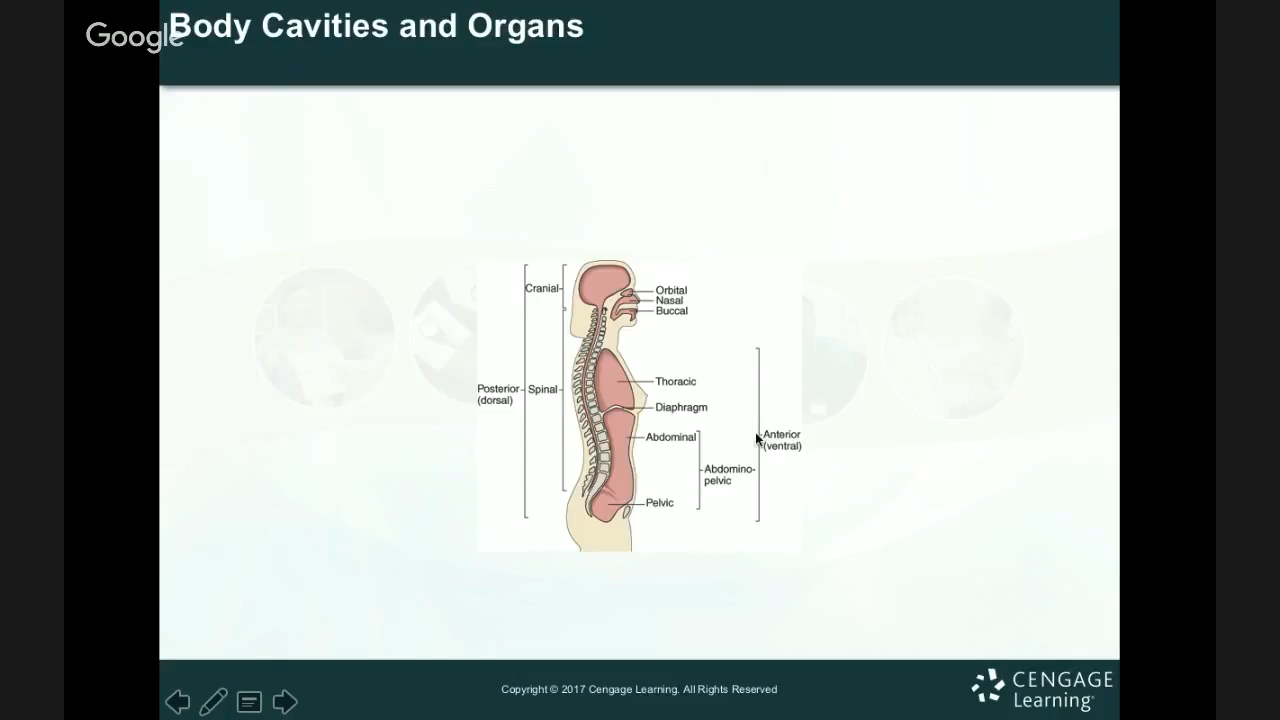 Google
Body Cavities and Organs
Cranial
Orbital
Nasal
Buccal
Posterior
(dorsal)
Spinal
Thoracic
Diaphragm
Abdominal
Anterior
(ventral)
Abdomino-
pelvic
Pelvic
Copyright © 2017 Cengage Learning. All Rights Reserved
CENGAGE
Learning